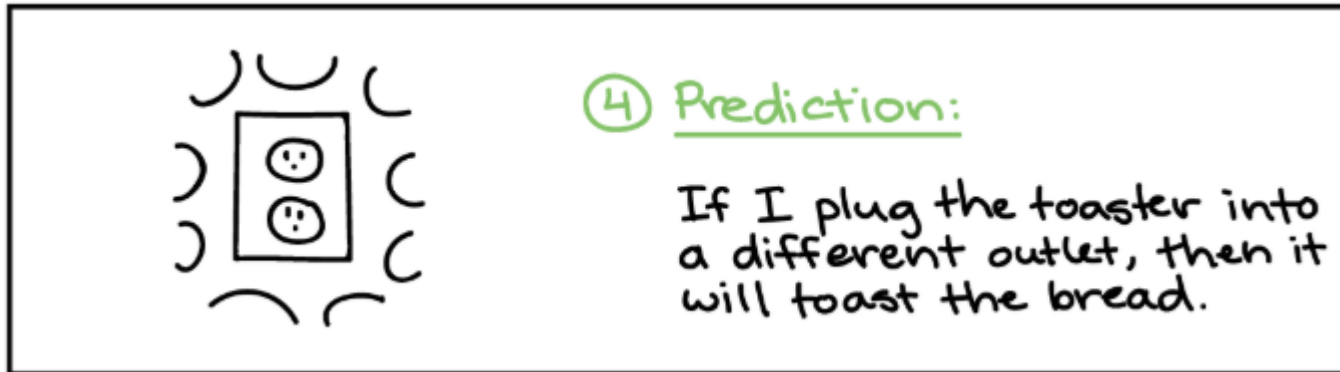 4 Prediction:
If I plug the toaster into
a different outlet, then it
will toast the bread.